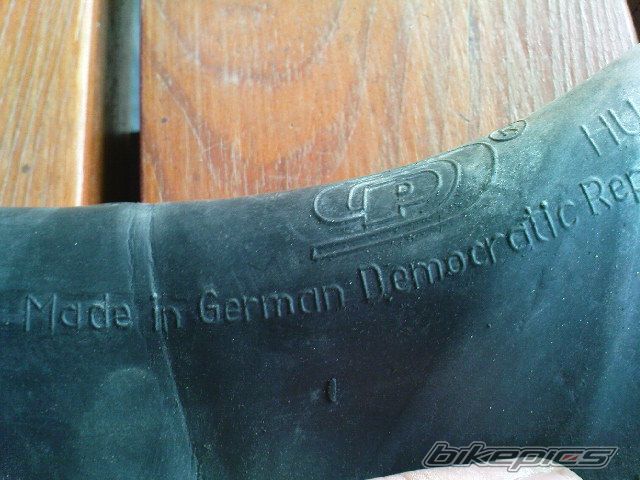 HU
P ®
Made in German Democratic Rep
bikepics